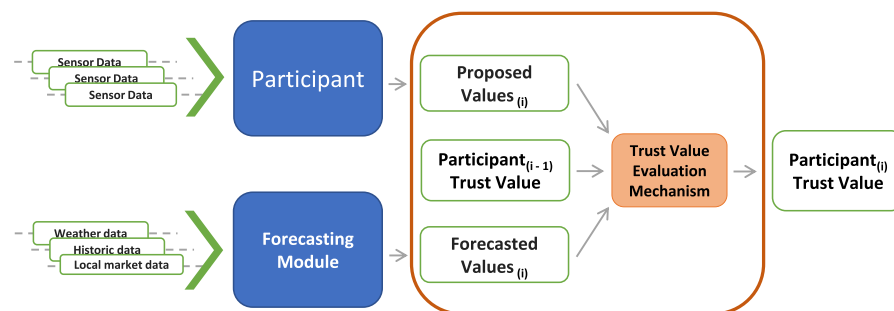 Sensor Data
Sensor Data
Sensor Data
Participant
Proposed
Values (i)
Participant(i - 1)
Trust Value
Trust Value
Evaluation
Mechanism
Participant(i)
Trust Value
Weather data
Historic data
Local market data
Forecasting
Module
Forecasted
Values (i)